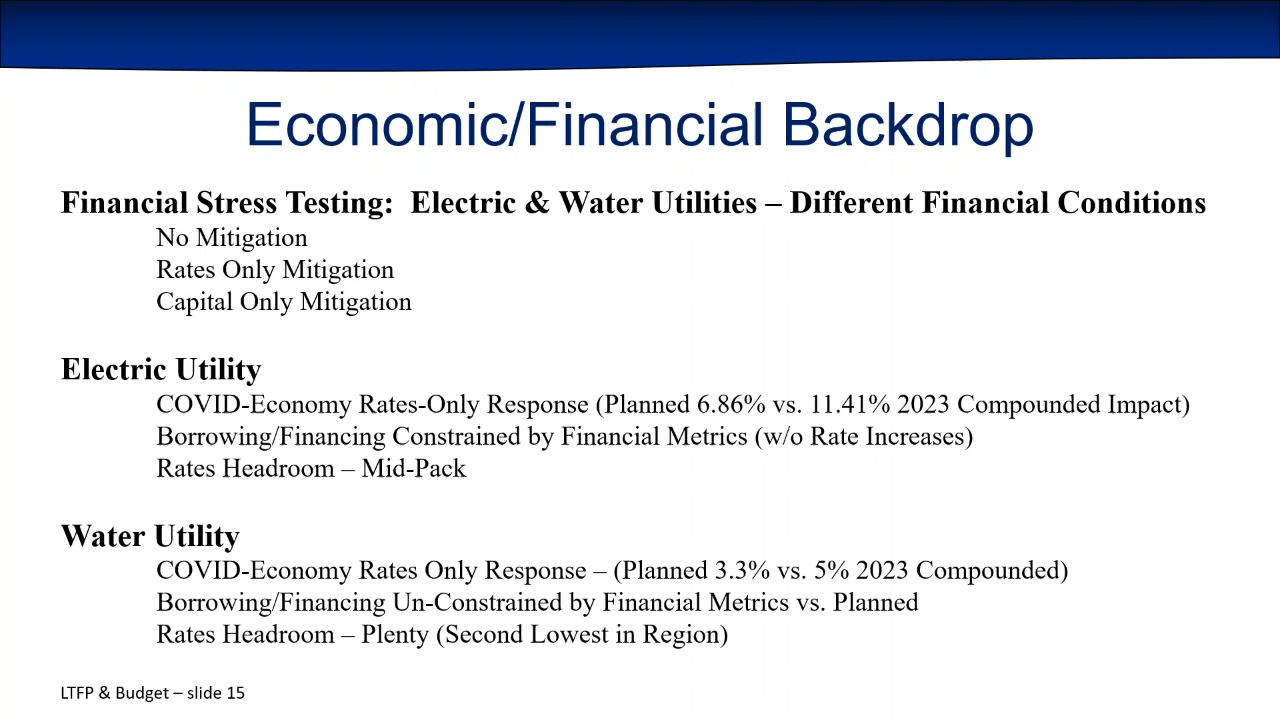 Economic/Financial Backdrop
Financial Stress Testing:  Electric & Water Utilities – Different Financial Conditions
No Mitigation
Rates Only Mitigation
Capital Only Mitigation
Electric Utility
COVID-Economy Rates-Only Response (Planned 6.86% vs. 11.41% 2023 Compounded Impact)
Borrowing/Financing Constrained by Financial Metrics (w/o Rate Increases)
Rates Headroom – Mid-Pack
Water Utility
COVID-Economy Rates Only Response – (Planned 3.3% vs. 5% 2023 Compounded)
Borrowing/Financing Un-Constrained by Financial Metrics vs. Planned
Rates Headroom – Plenty (Second Lowest in Region)
LTFP & Budget – slide 15